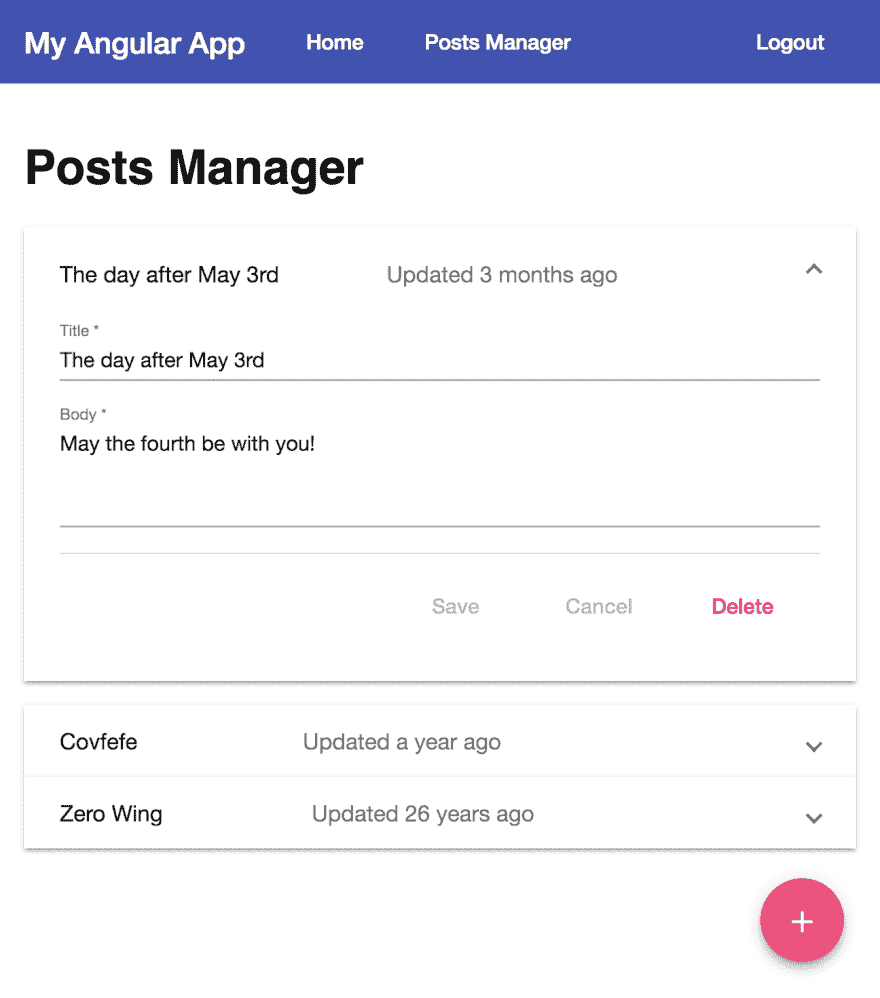 My Angular App Home Posts Manager Logout
Posts Manager
The day after May 3rd Updated 3 months ago
Title *
The day after May 3rd
Body *
May the fourth be with you!
Save Cancel Delete
Covfefe Updated a year ago
Zero Wing Updated 26 years ago
+